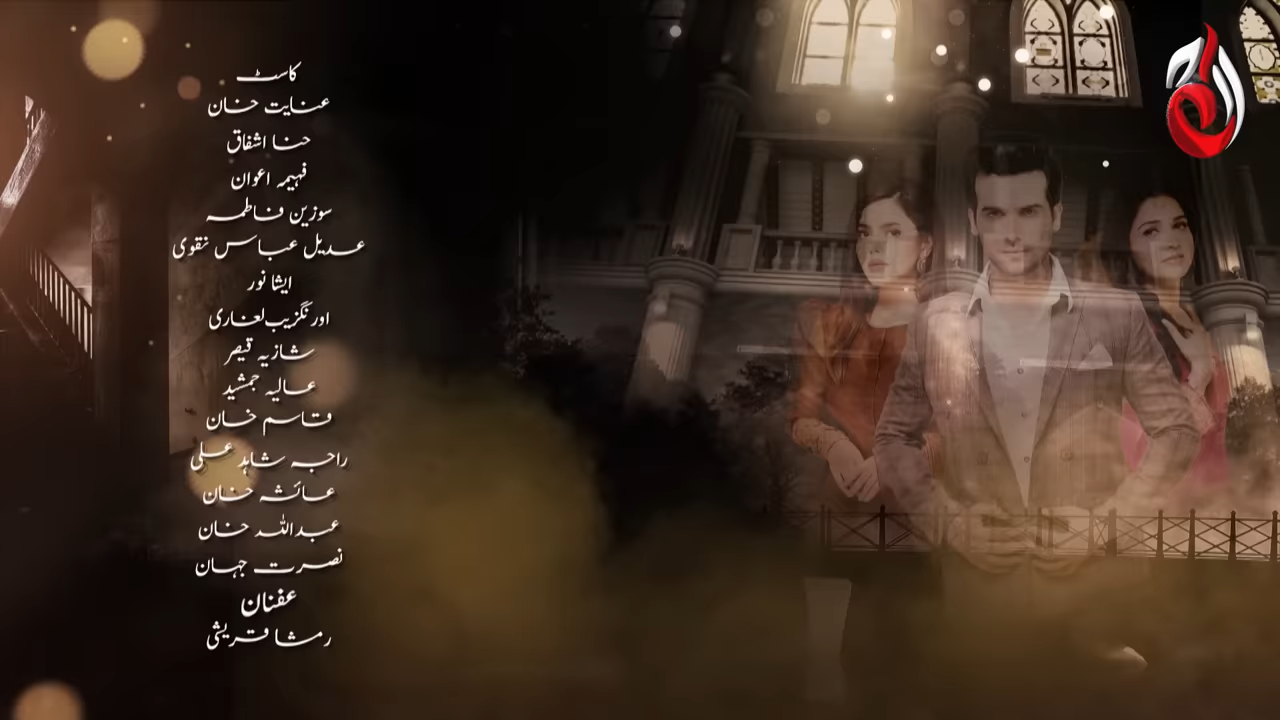 کاسٹ
عنایت خان
حنا اشفاق
فہیمہ اعوان
سوزین فاطمہ
عدیل عباس نقوی
ایشا نور
اورنگزیب لغاری
شازیہ قیصر
عالیہ جمشید
قاسم خان
راجہ شاہد علی
عائشہ خان
عبداللہ خان
نصرت جہان
عفنان
رمشا قریشی